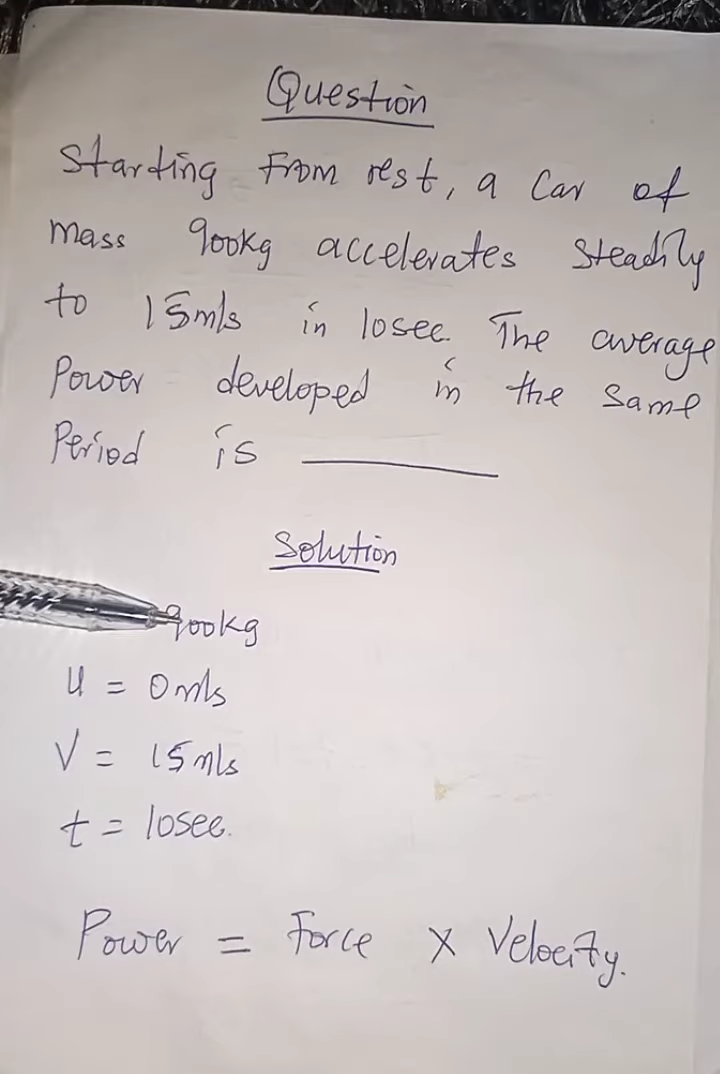 Question
Starting From rest, a Car of
mass 900kg accelerates steadily
to 15m/s in 10sec. The average
Power developed in the same
Period is ________
Solution
900kg
u = 0m/s
V = 15m/s
t = 10sec.
Power = Force × Velocity.